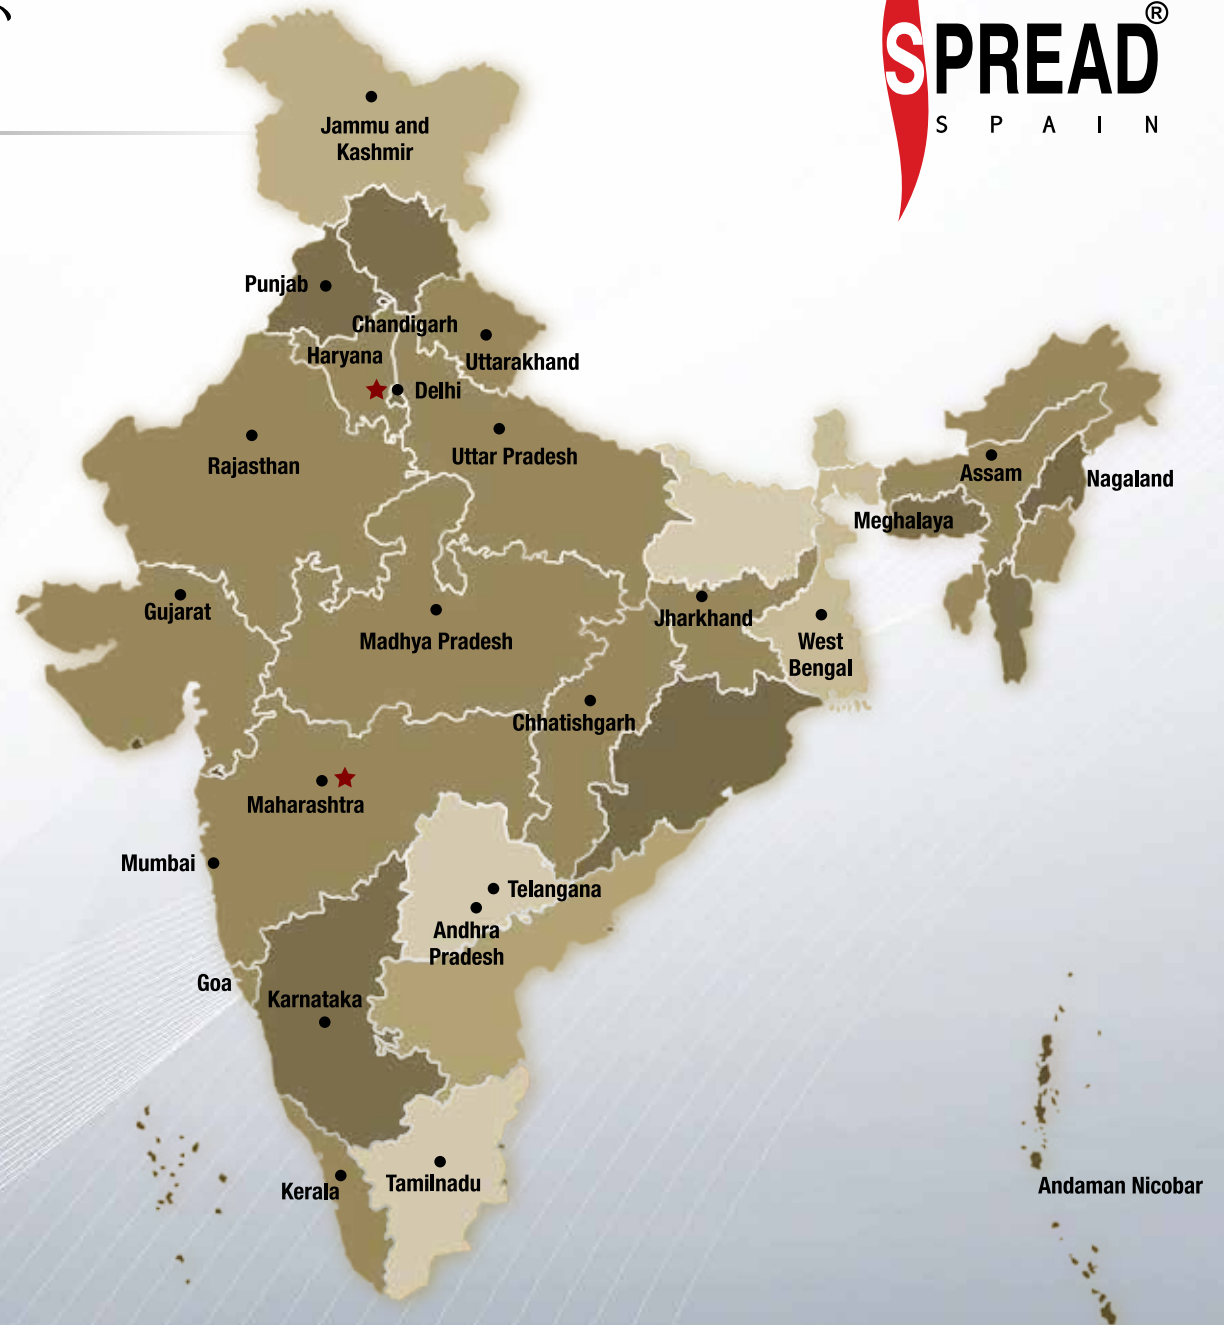 SPREAD®
SPAIN
Jammu and
Kashmir
Punjab
Chandigarh
Haryana
Uttarakhand
Delhi
Rajasthan
Uttar Pradesh
Assam
Nagaland
Meghalaya
Gujarat
Madhya Pradesh
Jharkhand
West
Bengal
Chhatishgarh
Maharashtra
Mumbai
Telangana
Andhra
Pradesh
Goa
Karnataka
Kerala
Tamilnadu
Andaman Nicobar